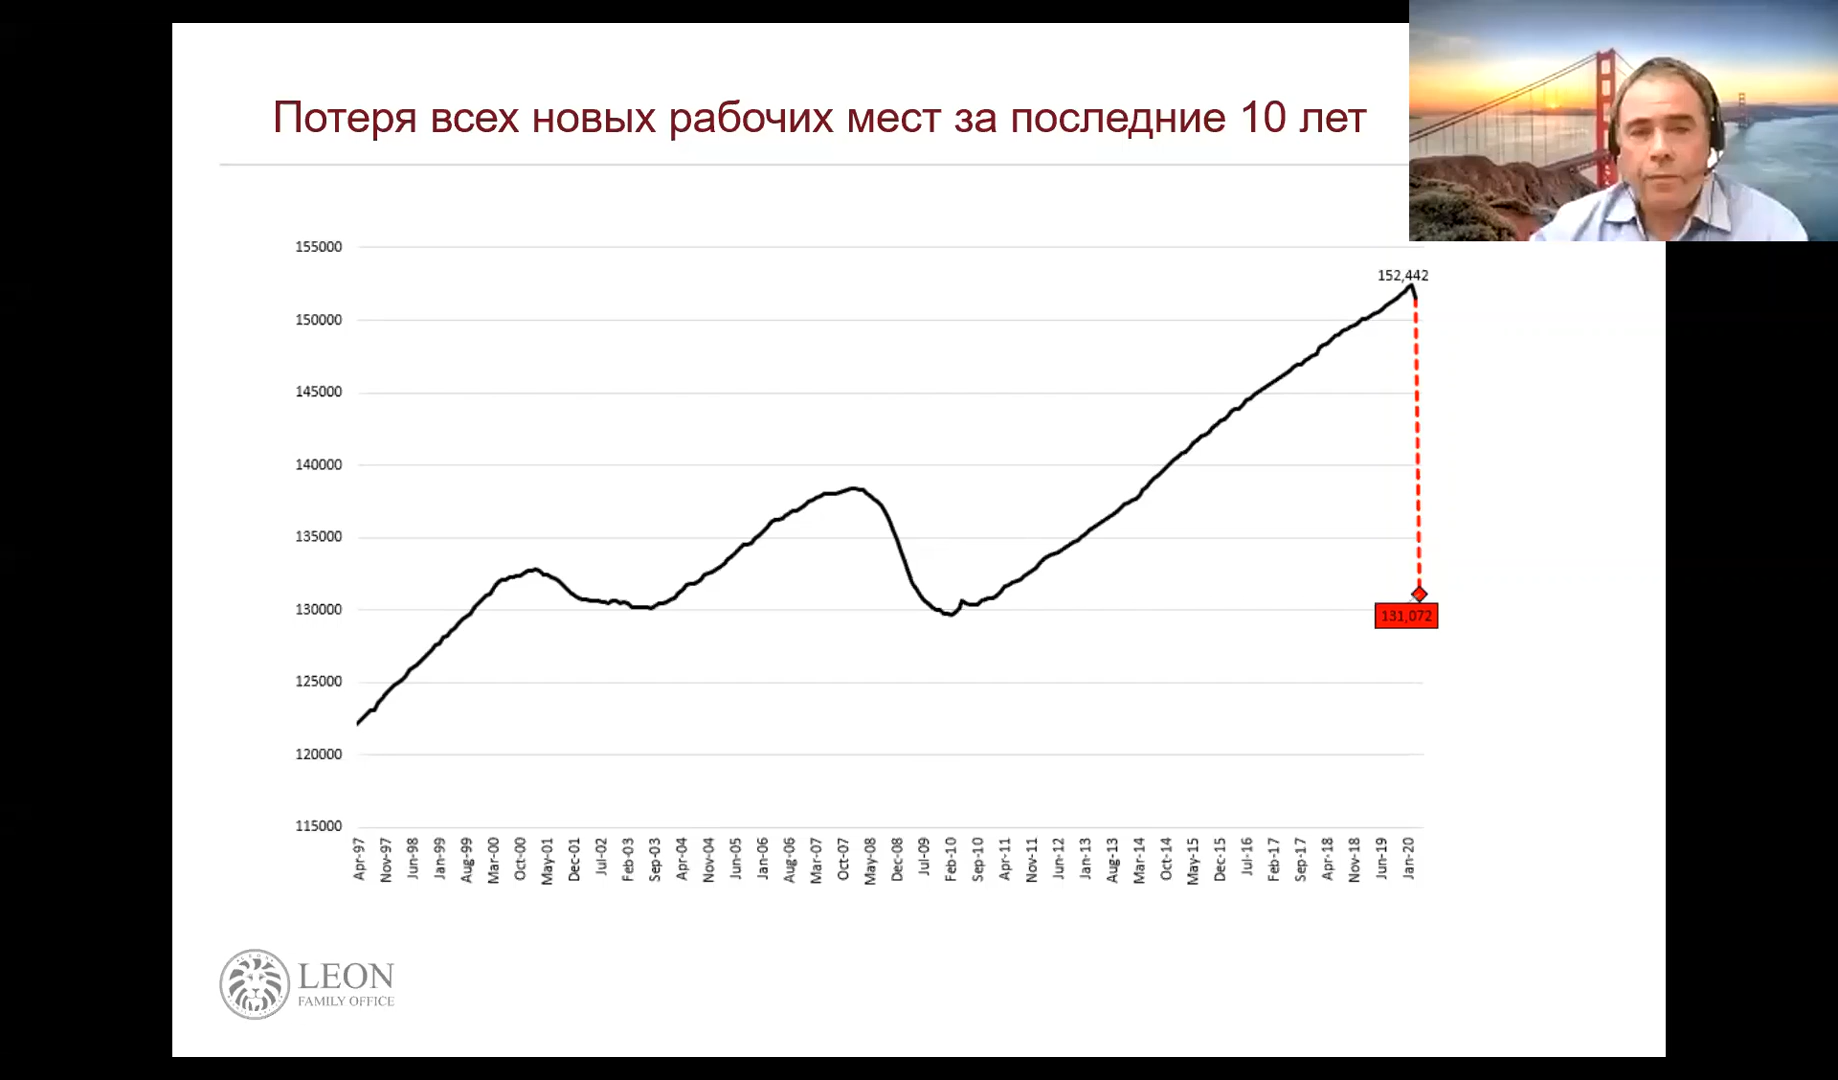 Потеря всех новых рабочих мест за последние 10 лет
155000
152,442
150000
145000
140000
135000
130000
131,072
125000
120000
115000
Apr-97
Nov-97
Jun-98
Jan-99
Aug-99
Mar-00
Oct-00
May-01
Dec-01
Jul-02
Feb-03
Sep-03
Apr-04
Nov-04
Jun-05
Jan-06
Aug-06
Mar-07
Oct-07
May-08
Dec-08
Jul-09
Feb-10
Sep-10
Apr-11
Nov-11
Jun-12
Jan-13
Aug-13
Mar-14
Oct-14
May-15
Dec-15
Jul-16
Feb-17
Sep-17
Apr-18
Nov-18
Jun-19
Jan-20
LEON
FAMILY OFFICE